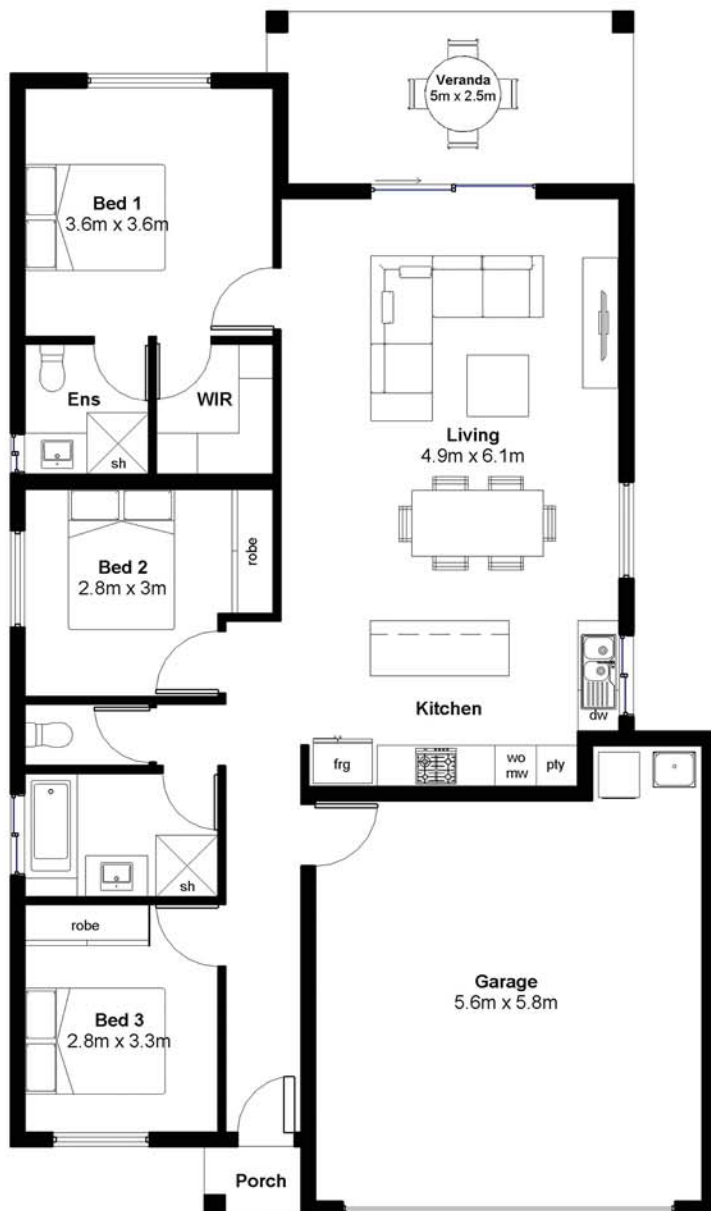 Veranda
5m x 2.5m
Bed 1
3.6m x 3.6m
Ens
WIR
sh
Living
4.9m x 6.1m
Bed 2
2.8m x 3m
robe
Kitchen
dw
frg
wo
mw
pty
sh
robe
Bed 3
2.8m x 3.3m
Garage
5.6m x 5.8m
Porch